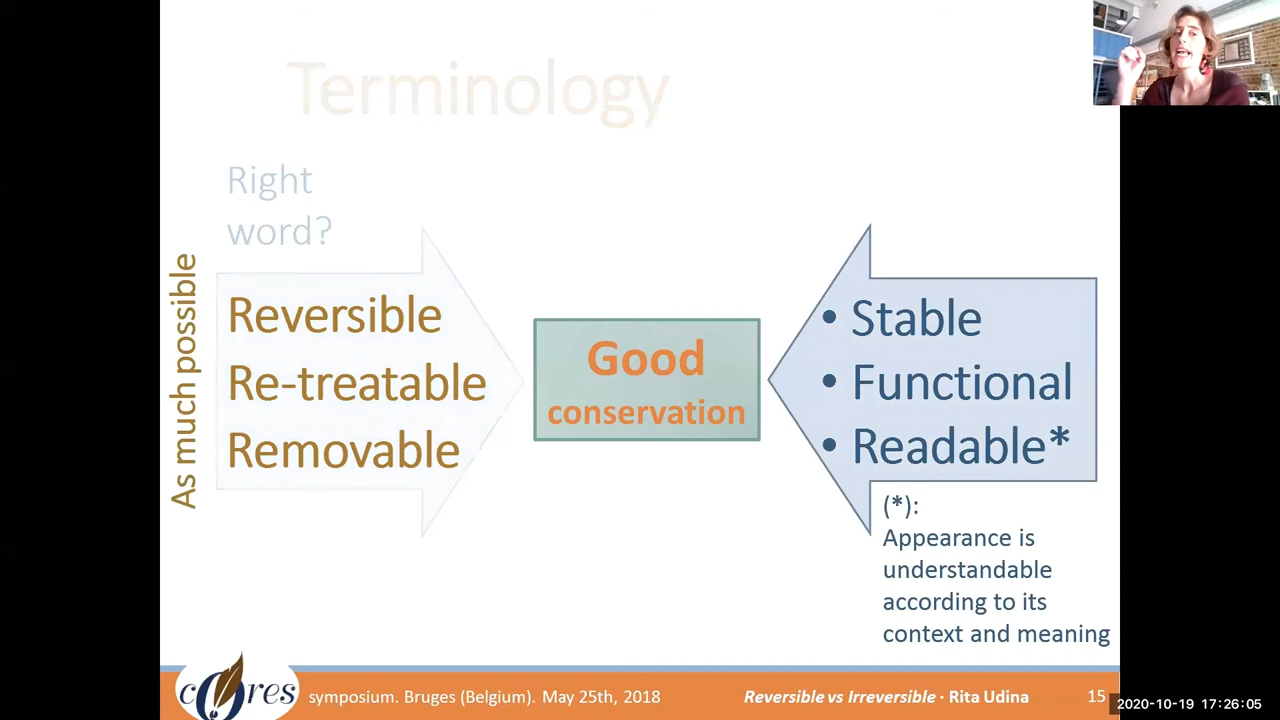 Terminology
Right
word?
As much possible
Reversible
Re-treatable
Removable
Good
conservation
• Stable
• Functional
• Readable*
(*):
Appearance is
understandable
according to its
context and meaning
cores
symposium. Bruges (Belgium). May 25th, 2018
Reversible vs Irreversible · Rita Udina
15
2020-10-19 17:26:05